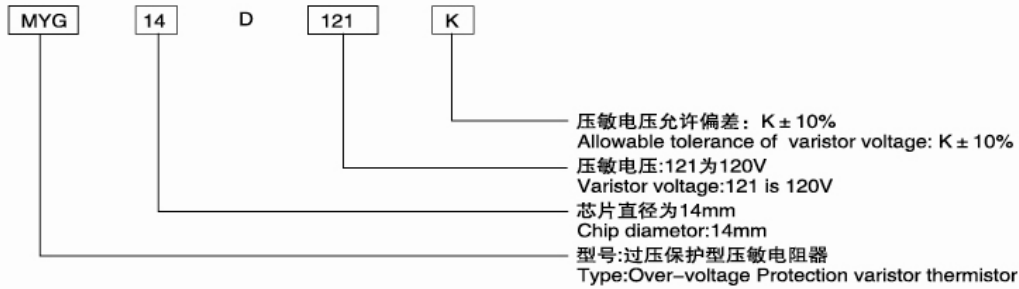 MYG 14 D 121 K
压敏电压允许偏差：K±10%
Allowable tolerance of varistor voltage: K±10%
压敏电压:121为120V
Varistor voltage:121 is 120V
芯片直径为14mm
Chip diametor:14mm
型号:过压保护型压敏电阻器
Type:Over-voltage Protection varistor thermistor